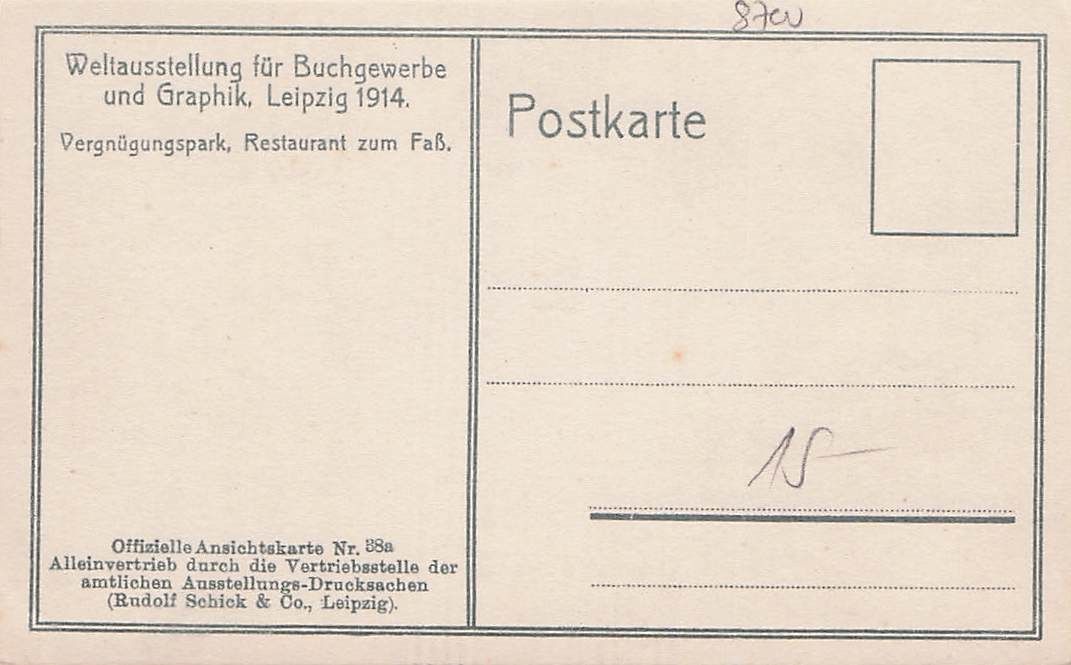 Weltausstellung für Buchgewerbe
und Graphik, Leipzig 1914.
Vergnügungspark, Restaurant zum Faß.
Postkarte
15-
Offizielle Ansichtskarte Nr. 38a
Alleinvertrieb durch die Vertriebsstelle der
amtlichen Ausstellungs-Drucksachen
(Rudolf Schick & Co., Leipzig).